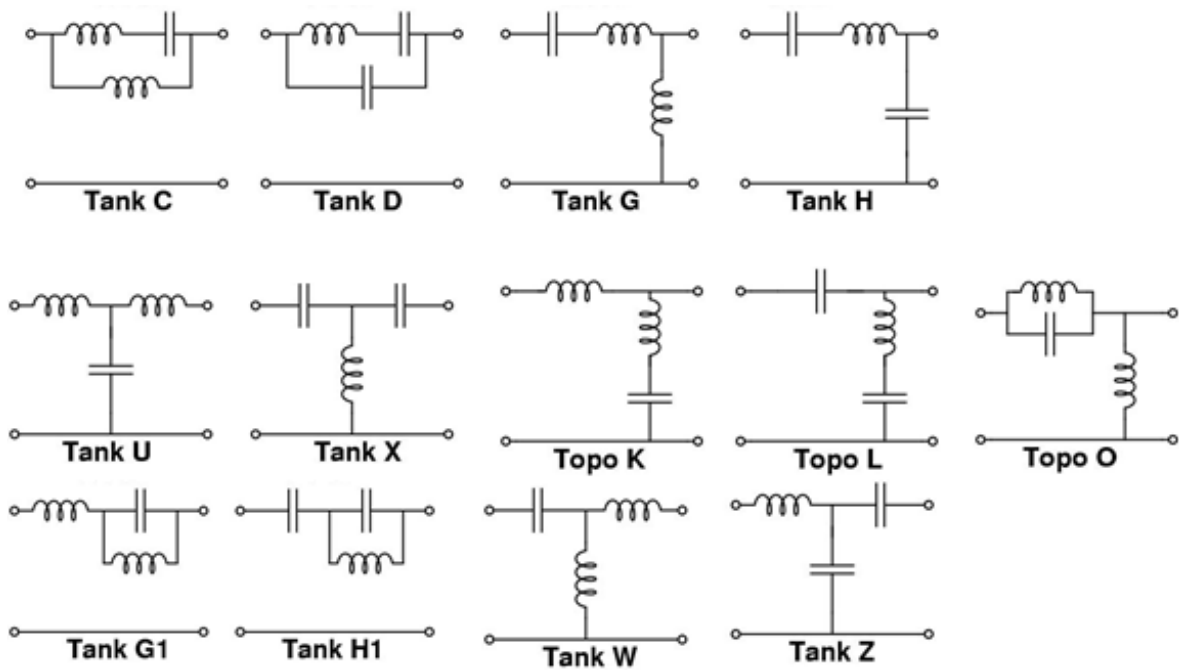 Tank C
Tank D
Tank G
Tank H
Tank U
Tank X
Topo K
Topo L
Topo O
Tank G1
Tank H1
Tank W
Tank Z